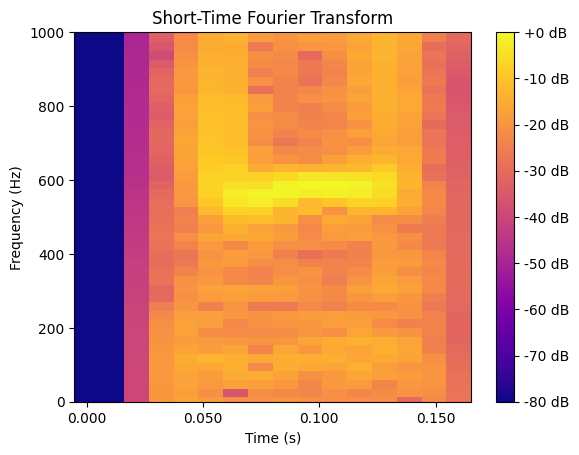 Short-Time Fourier Transform
1000
800
600
400
200
0
Frequency (Hz)
0.000
0.050
0.100
0.150
Time (s)
+0 dB
-10 dB
-20 dB
-30 dB
-40 dB
-50 dB
-60 dB
-70 dB
-80 dB